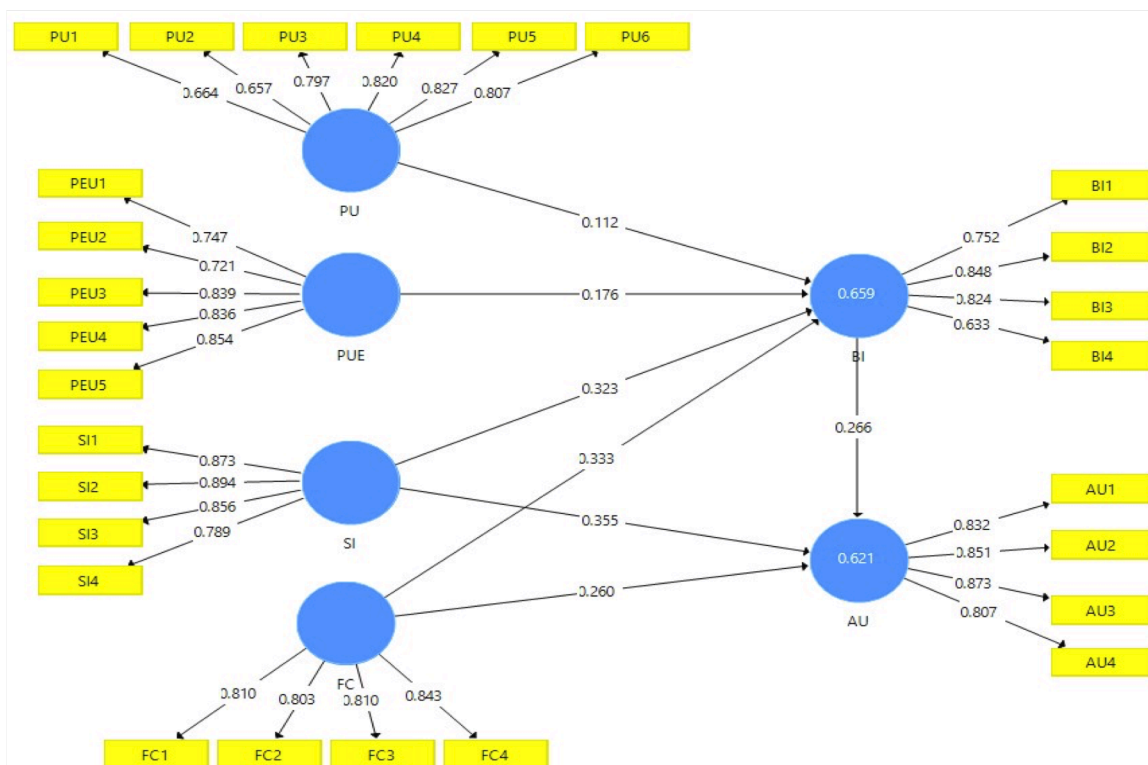 PU1 PU2 PU3 PU4 PU5 PU6
0.664 0.657 0.797 0.820 0.827 0.807
PU
0.112
PEU1
PEU2
PEU3
PEU4
PEU5
0.747
0.721
0.839
0.836
0.854
PUE
0.176
SI1
SI2
SI3
SI4
0.873
0.894
0.856
0.789
SI
0.323
0.355
0.333
0.260
FC
0.810 0.803 0.810 0.843
FC1 FC2 FC3 FC4
0.659
BI
0.752
0.848
0.824
0.633
BI1
BI2
BI3
BI4
0.266
0.621
AU
0.832
0.851
0.873
0.807
AU1
AU2
AU3
AU4